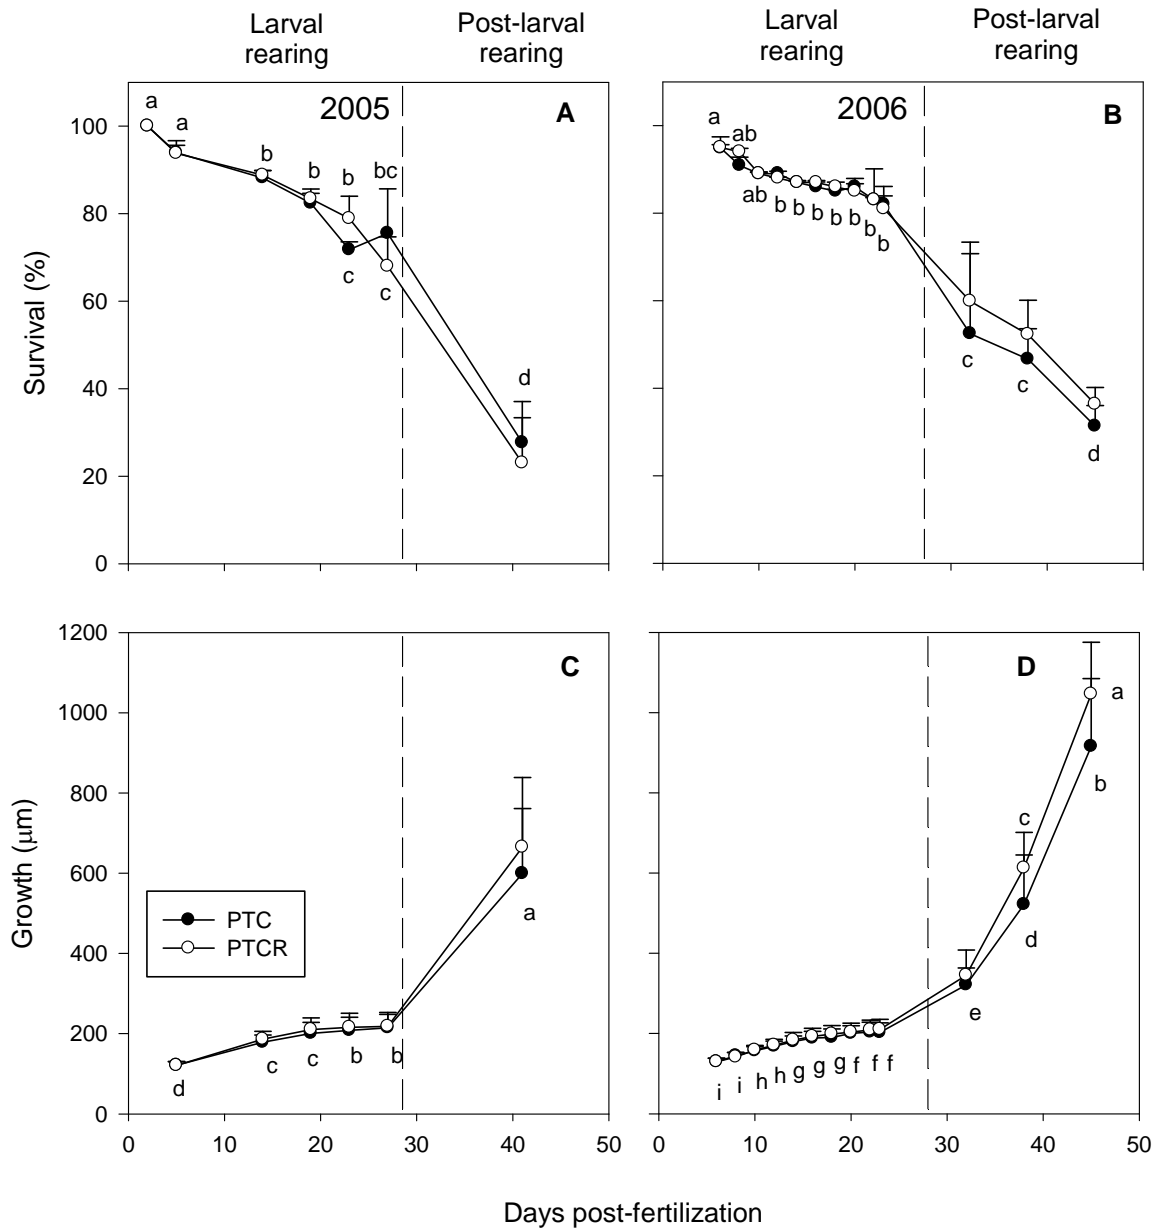 Larval
rearing
Post-larval
rearing
Larval
rearing
Post-larval
rearing
2005
A
a
a
b
b
b
bc
c
c
d
100
80
60
40
20
0
Survival (%)
2006
B
a
ab
ab
b
b
b
b
b
b
b
c
c
d
C
1200
1000
800
600
400
200
0
Growth (µm)
PTC
PTCR
d
c
c
b
b
a
0
10
20
30
40
50
D
i
i
h
h
g
g
g
f
f
f
e
c
d
a
b
0
10
20
30
40
50
Days post-fertilization